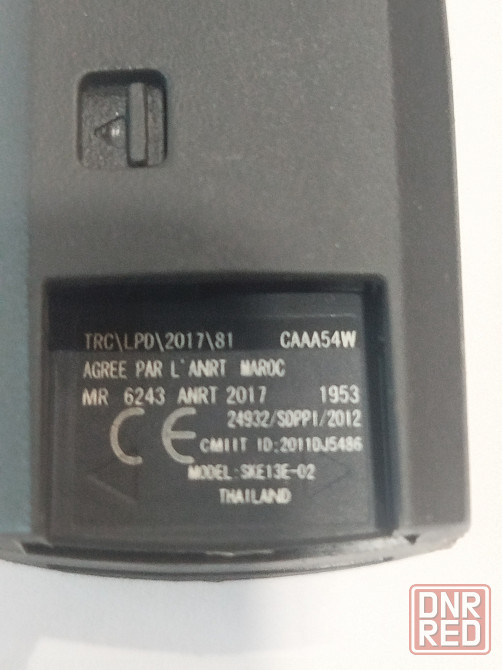 TRC\LPD\2017\81 CAAA54W
AGREE PAR L'ANRT MAROC
MR 6243 ANRT 2017 1953
24932/SDPPI/2012
CE
CMIIT ID:2011DJ5486
MODEL:SKE13E-02
THAILAND
DNR
RED